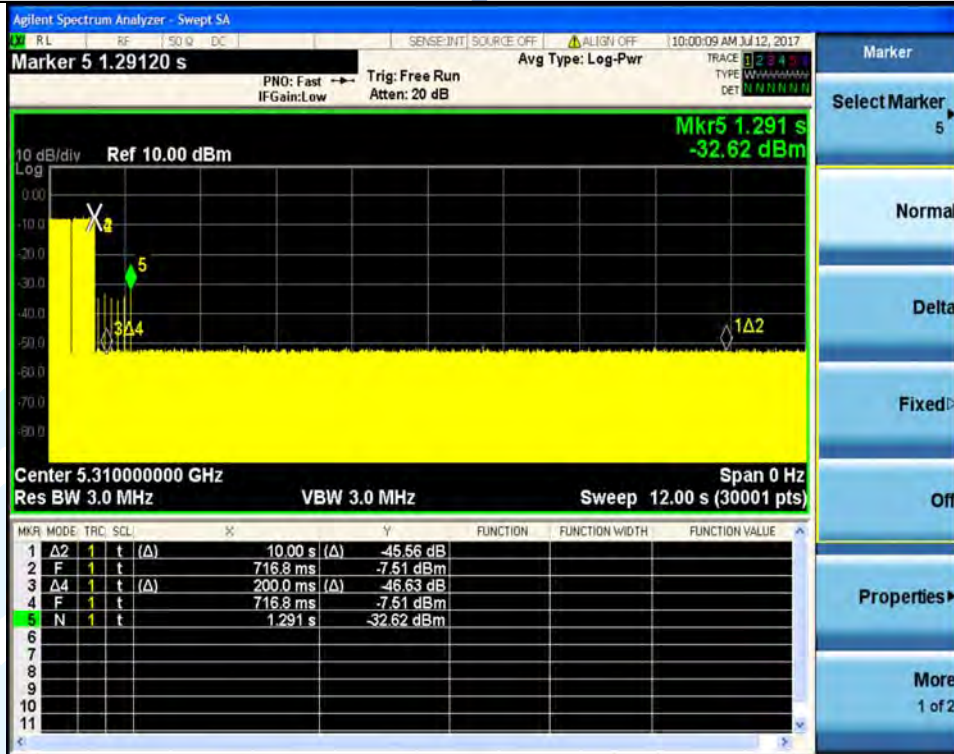 Agilent Spectrum Analyzer - Swept SA
RL RF 50 Ω DC SENSE:INT SOURCE OFF ALIGN OFF 10:00:09 AM Jul 12, 2017
Marker 5 1.29120 s
PNO: Fast
IFGain:Low
Trig: Free Run
Atten: 20 dB
Avg Type: Log-Pwr
TRACE 1 2 3 4 5 6
TYPE
DET N N N N N N
Mkr5 1.291 s
-32.62 dBm
10 dB/div Ref 10.00 dBm
Log
0.00
-10.0
-20.0
-30.0
-40.0
-50.0
-60.0
-70.0
-80.0
5
3Δ4
1Δ2
Center 5.310000000 GHz Span 0 Hz
Res BW 3.0 MHz VBW 3.0 MHz Sweep 12.00 s (30001 pts)
MKR MODE TRC SCL X Y FUNCTION FUNCTION WIDTH FUNCTION VALUE
1 Δ2 1 t (Δ) 10.00 s (Δ) -45.56 dB
2 F 1 t 716.8 ms -7.51 dBm
3 Δ4 1 t (Δ) 200.0 ms (Δ) -46.63 dB
4 F 1 t 716.8 ms -7.51 dBm
5 N 1 t 1.291 s -32.62 dBm
6
7
8
9
10
11
Marker
Select Marker
5
Normal
Delta
Fixed
Off
Properties
More
1 of 2